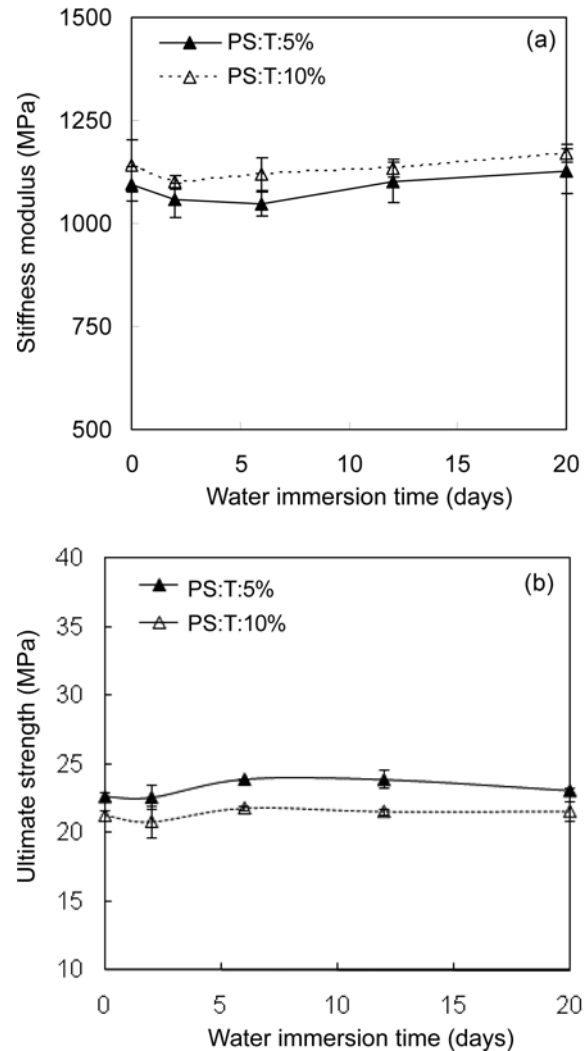 1500
(a)
PS:T:5%
PS:T:10%
1250
1000
750
500
Stiffness modulus (MPa)
0 5 10 15 20
Water immersion time (days)
40
(b)
PS:T:5%
PS:T:10%
35
30
25
20
15
10
Ultimate strength (MPa)
0 5 10 15 20
Water immersion time (days)